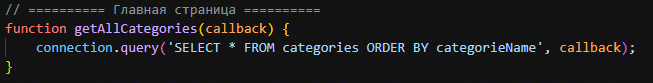 // ========== Главная страница ==========
function getAllCategories(callback) {
    connection.query('SELECT * FROM categories ORDER BY categorieName', callback);
}